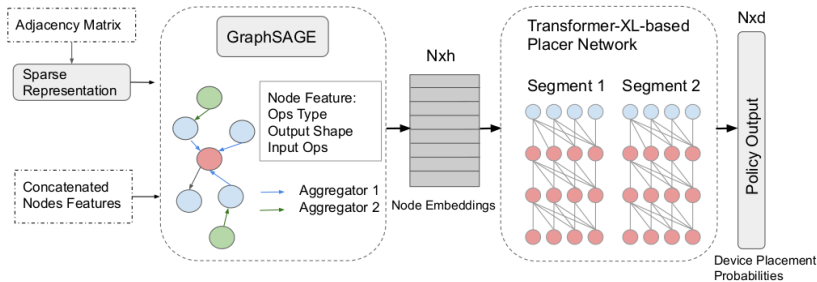 Adjacency Matrix
Sparse
Representation
Concatenated
Nodes Features
GraphSAGE
Node Feature:
Ops Type
Output Shape
Input Ops
Aggregator 1
Aggregator 2
Nxh
Node Embeddings
Transformer-XL-based
Placer Network
Segment 1
Segment 2
Nxd
Policy Output
Device Placement
Probabilities